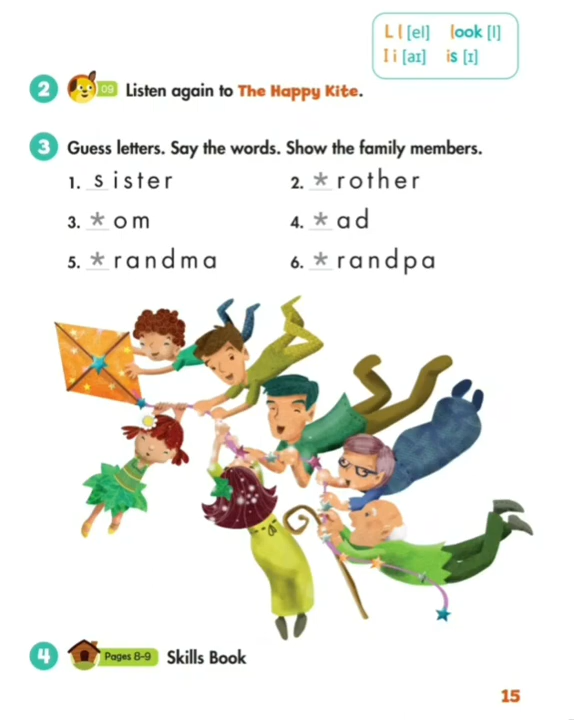 L l [el] look [l]
I i [aɪ] is [ɪ]
2 09 Listen again to The Happy Kite.
3 Guess letters. Say the words. Show the family members.
1. s ister 2. * rother
3. * om 4. * ad
5. * randma 6. * randpa
4 Pages 8-9 Skills Book
15